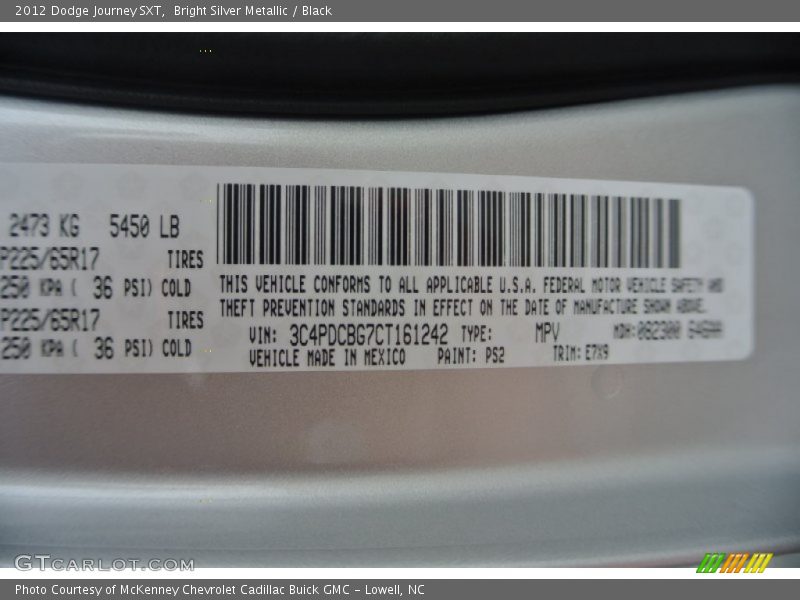 2012 Dodge Journey SXT, Bright Silver Metallic / Black
2473 KG 5450 LB
P225/65R17 TIRES
250 KPA ( 36 PSI) COLD
P225/65R17 TIRES
250 KPA ( 36 PSI) COLD
THIS VEHICLE CONFORMS TO ALL APPLICABLE U.S.A. FEDERAL MOTOR VEHICLE SAFETY AND
THEFT PREVENTION STANDARDS IN EFFECT ON THE DATE OF MANUFACTURE SHOWN ABOVE.
VIN: 3C4PDCBG7CT161242 TYPE: MPV MDH:
VEHICLE MADE IN MEXICO PAINT: PS2 TRIM: E7X9
GTCARLOT.COM
Photo Courtesy of McKenney Chevrolet Cadillac Buick GMC - Lowell, NC